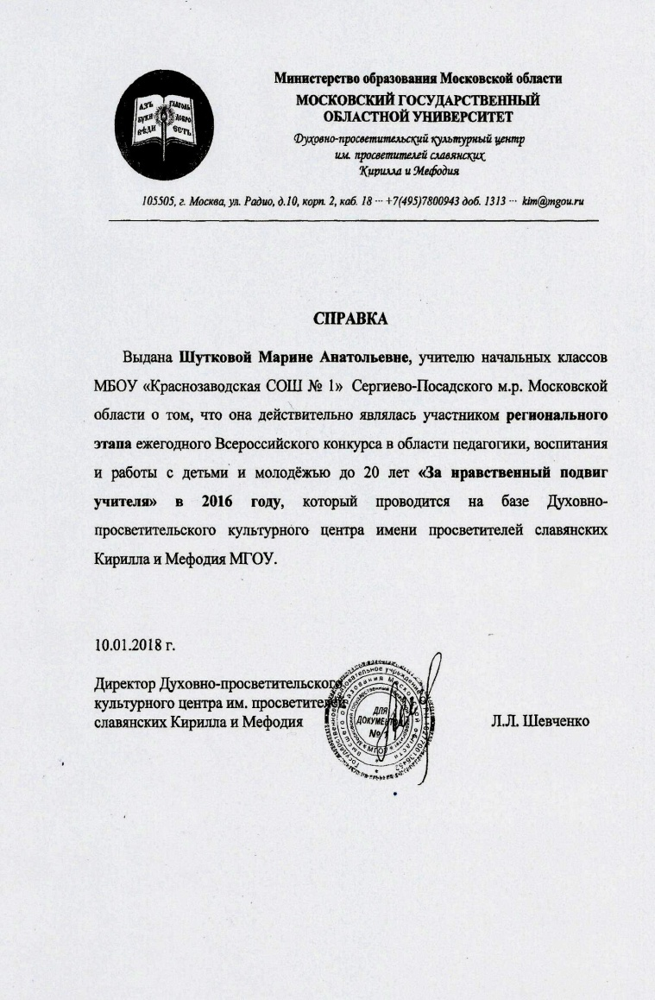 Министерство образования Московской области
МОСКОВСКИЙ ГОСУДАРСТВЕННЫЙ
ОБЛАСТНОЙ УНИВЕРСИТЕТ
Духовно-просветительский культурный центр
им. просветителей славянских
Кирилла и Мефодия
АЗЪ
БУКИ
ВѢДИ
ГЛАГОЛЬ
ДОБРО
ЕСТЬ
105505, г. Москва, ул. Радио, д.10, корп. 2, каб. 18 ··· +7(495)7800943 доб. 1313 ··· kim@mgou.ru
СПРАВКА
Выдана Шутковой Марине Анатольевне, учителю начальных классов
МБОУ «Краснозаводская СОШ № 1» Сергиево-Посадского м.р. Московской
области о том, что она действительно являлась участником регионального
этапа ежегодного Всероссийского конкурса в области педагогики, воспитания
и работы с детьми и молодёжью до 20 лет «За нравственный подвиг
учителя» в 2016 году, который проводится на базе Духовно-
просветительского культурного центра имени просветителей славянских
Кирилла и Мефодия МГОУ.
10.01.2018 г.
Директор Духовно-просветительского
культурного центра им. просветителей
славянских Кирилла и Мефодия
Л.Л. Шевченко
ДЛЯ
ДОКУМЕНТОВ
№ 1